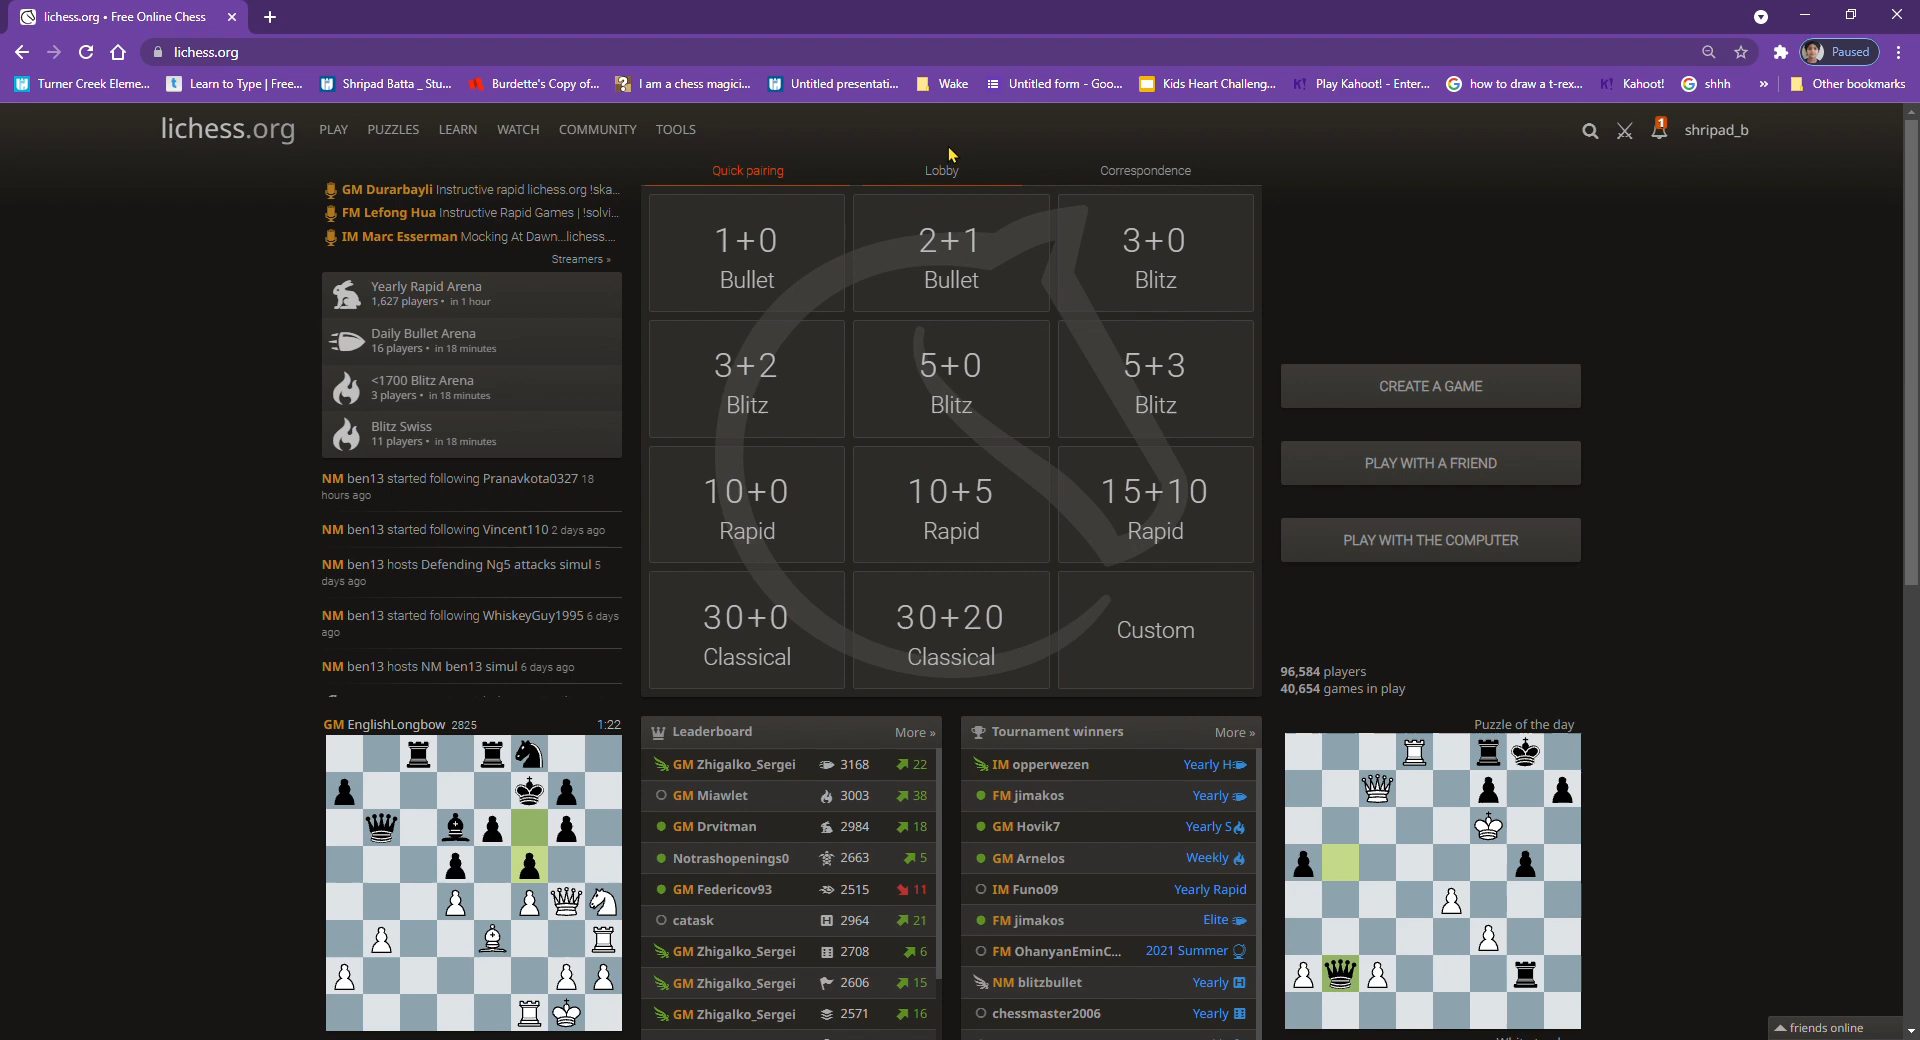 lichess.org • Free Online Chess
lichess.org
Paused
Turner Creek Eleme...
Learn to Type | Free...
Shripad Batta _ Stu...
Burdette's Copy of...
I am a chess magici...
Untitled presentati...
Wake
Untitled form - Goo...
Kids Heart Challeng...
Play Kahoot! - Enter...
how to draw a t-rex...
Kahoot!
shhh
»
Other bookmarks
lichess.org
PLAY
PUZZLES
LEARN
WATCH
COMMUNITY
TOOLS
1
shripad_b
Quick pairing
Lobby
Correspondence
GM Durarbayli Instructive rapid lichess.org !ska...
FM Lefong Hua Instructive Rapid Games | !solvi...
IM Marc Esserman Mocking At Dawn...lichess....
Streamers »
Yearly Rapid Arena
1,627 players • in 1 hour
Daily Bullet Arena
16 players • in 18 minutes
<1700 Blitz Arena
3 players • in 18 minutes
Blitz Swiss
11 players • in 18 minutes
NM ben13 started following Pranavkota0327 18
hours ago
NM ben13 started following Vincent110 2 days ago
NM ben13 hosts Defending Ng5 attacks simul 5
days ago
NM ben13 started following WhiskeyGuy1995 6 days
ago
NM ben13 hosts NM ben13 simul 6 days ago
1+0
Bullet
2+1
Bullet
3+0
Blitz
3+2
Blitz
5+0
Blitz
5+3
Blitz
10+0
Rapid
10+5
Rapid
15+10
Rapid
30+0
Classical
30+20
Classical
Custom
CREATE A GAME
PLAY WITH A FRIEND
PLAY WITH THE COMPUTER
96,584 players
40,654 games in play
GM EnglishLongbow 2825
1:22
Leaderboard
More »
GM Zhigalko_Sergei 3168 22
GM Miawlet 3003 38
GM Drvitman 2984 18
Notrashopenings0 2663 5
GM Federicov93 2515 11
catask 2964 21
GM Zhigalko_Sergei 2708 6
GM Zhigalko_Sergei 2606 15
GM Zhigalko_Sergei 2571 16
Tournament winners
More »
IM opperwezen Yearly H
FM jimakos Yearly
GM Hovik7 Yearly S
GM Arnelos Weekly
IM Funo09 Yearly Rapid
FM jimakos Elite
FM OhanyanEminC... 2021 Summer
NM blitzbullet Yearly
chessmaster2006 Yearly
Puzzle of the day
friends online